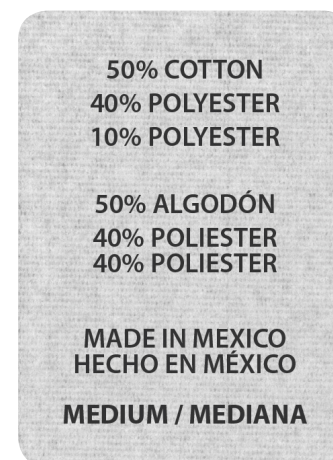 50% COTTON
40% POLYESTER
10% POLYESTER
50% ALGODÓN
40% POLIESTER
40% POLIESTER
MADE IN MEXICO
HECHO EN MÉXICO
MEDIUM / MEDIANA